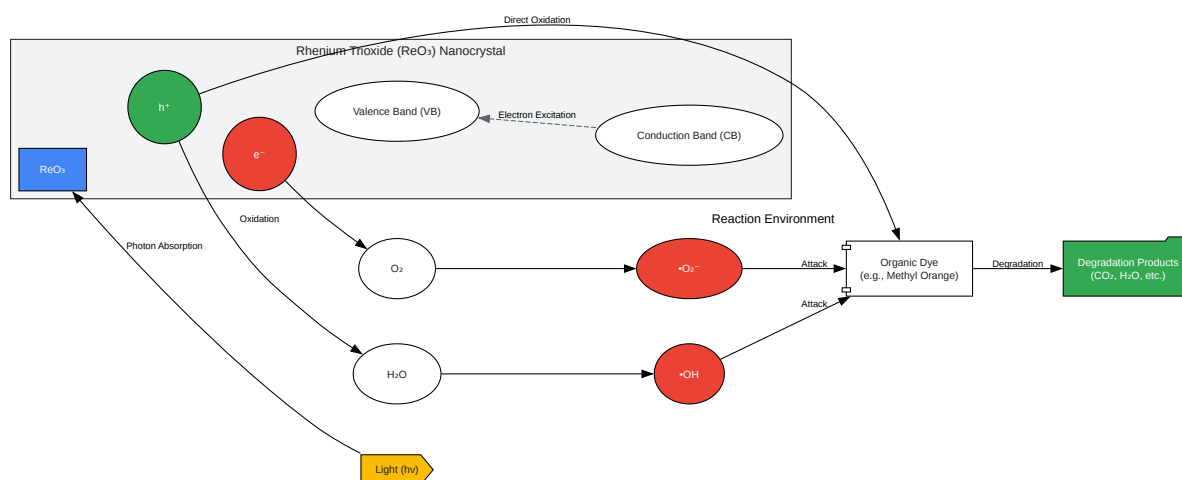 Direct Oxidation
Rhenium Trioxide (ReO₃) Nanocrystal
h⁺
Valence Band (VB)
Electron Excitation
Conduction Band (CB)
e⁻
ReO₃
Oxidation
Reaction Environment
Photon Absorption
O₂
•O₂⁻
Attack
Organic Dye
(e.g., Methyl Orange)
Degradation
Degradation Products
(CO₂, H₂O, etc.)
Attack
H₂O
•OH
Light (hν)